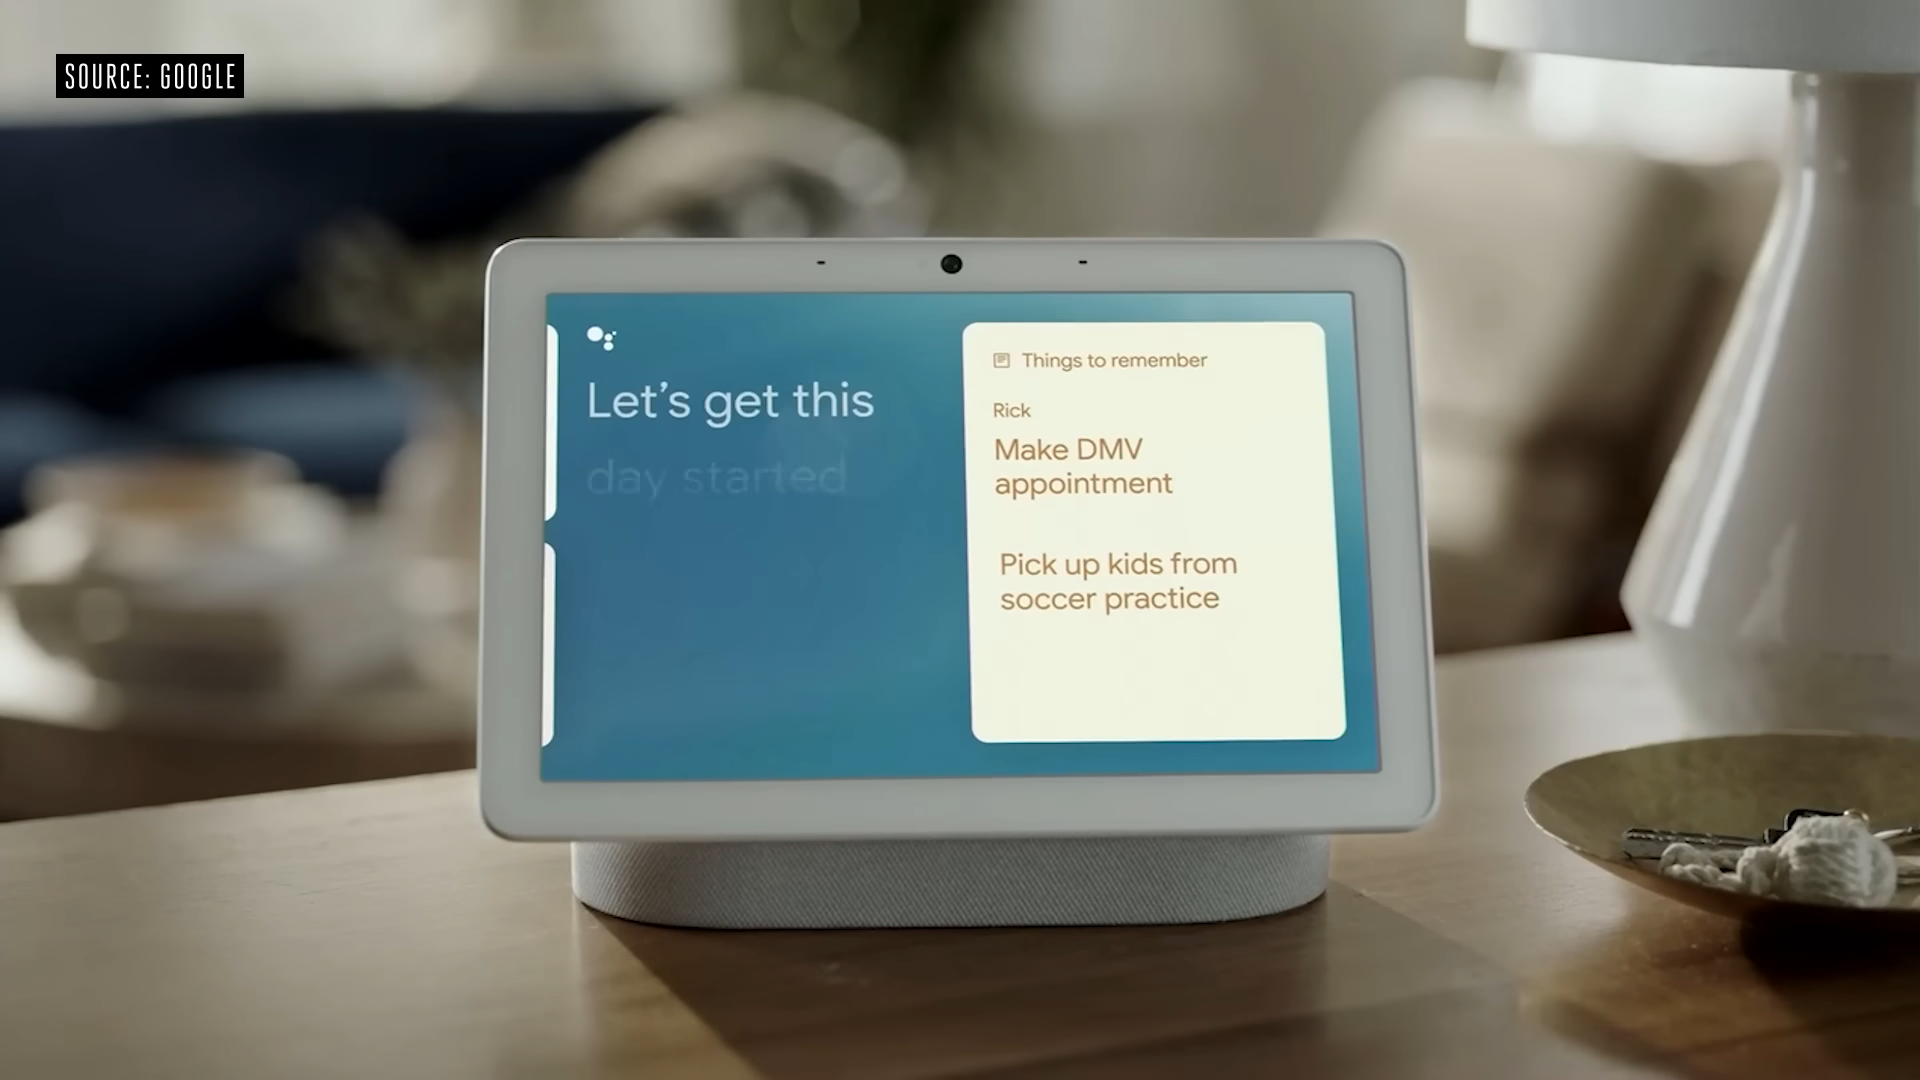 SOURCE: GOOGLE
Let's get this
day started
Things to remember
Rick
Make DMV
appointment
Pick up kids from
soccer practice